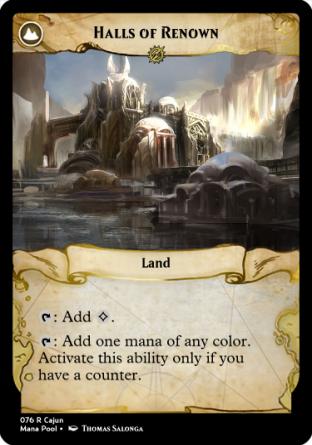 HALLS OF RENOWN
Land
: Add .
: Add one mana of any color.
Activate this ability only if you
have a counter.
076 R Cajun
Mana Pool • THOMAS SALONGA